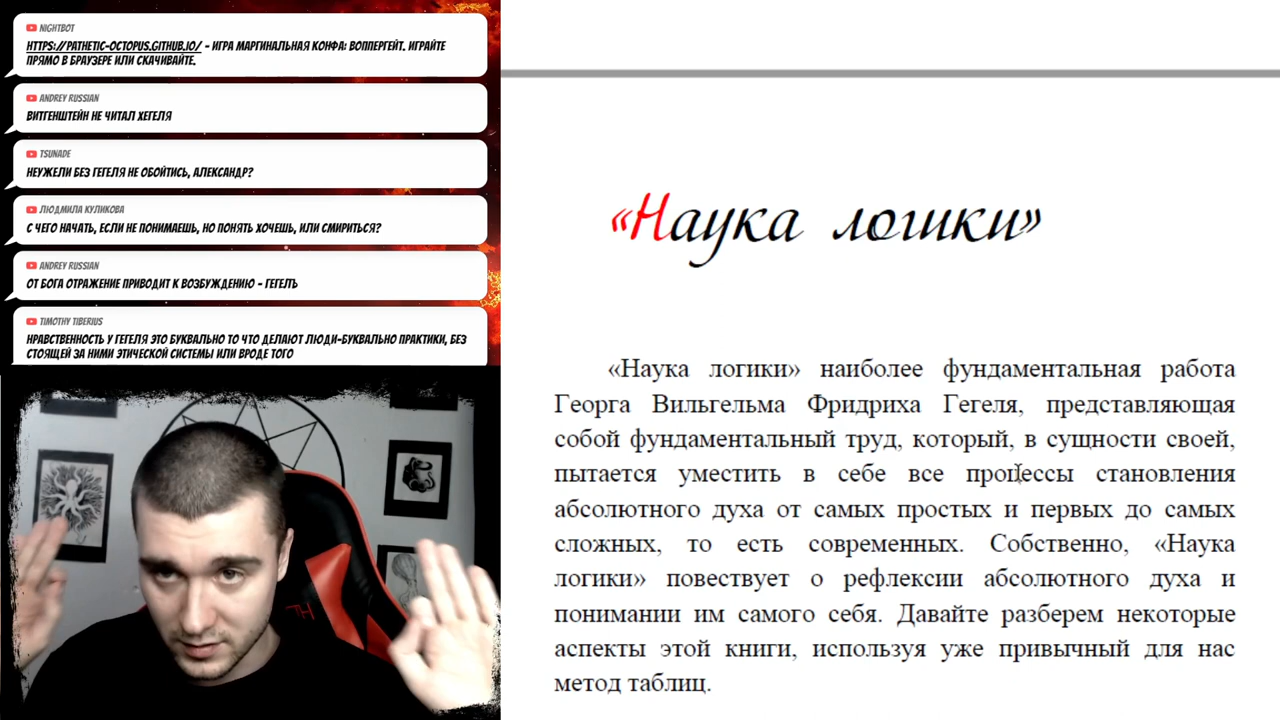 NIGHTBOT
HTTPS://PATHETIC-OCTOPUS.GITHUB.IO/ - ИГРА МАРГИНАЛЬНАЯ КОНФА: ВОППЕРГЕЙТ. ИГРАЙТЕ
ПРЯМО В БРАУЗЕРЕ ИЛИ СКАЧИВАЙТЕ.
ANDREY RUSSIAN
ВИТГЕНШТЕЙН НЕ ЧИТАЛ ХЕГЕЛЯ
TSUNADE
НЕУЖЕЛИ БЕЗ ГЕГЕЛЯ НЕ ОБОЙТИСЬ, АЛЕКСАНДР?
ЛЮДМИЛА КУЛИКОВА
С ЧЕГО НАЧАТЬ, ЕСЛИ НЕ ПОНИМАЕШЬ, НО ПОНЯТЬ ХОЧЕШЬ, ИЛИ СМИРИТЬСЯ?
ANDREY RUSSIAN
ОТ БОГА ОТРАЖЕНИЕ ПРИВОДИТ К ВОЗБУЖДЕНИЮ - ГЕГЕЛЪ
TIMOTHY TIBERIUS
НРАВСТВЕННОСТЬ У ГЕГЕЛЯ ЭТО БУКВАЛЬНО ТО ЧТО ДЕЛАЮТ ЛЮДИ-БУКВАЛЬНО ПРАКТИКИ, БЕЗ
СТОЯЩЕЙ ЗА НИМИ ЭТИЧЕСКОЙ СИСТЕМЫ ИЛИ ВРОДЕ ТОГО
«Наука логики»
«Наука логики» наиболее фундаментальная работа
Георга Вильгельма Фридриха Гегеля, представляющая
собой фундаментальный труд, который, в сущности своей,
пытается уместить в себе все процессы становления
абсолютного духа от самых простых и первых до самых
сложных, то есть современных. Собственно, «Наука
логики» повествует о рефлексии абсолютного духа и
понимании им самого себя. Давайте разберем некоторые
аспекты этой книги, используя уже привычный для нас
метод таблиц.